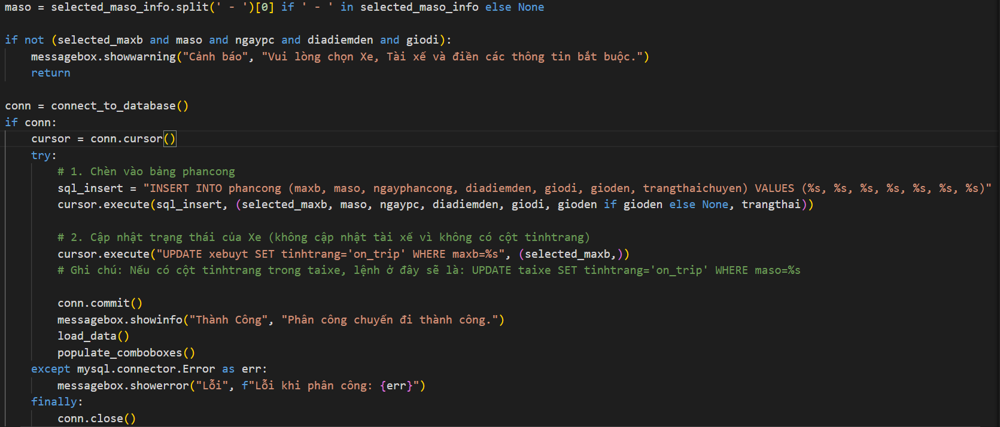 maso = selected_maso_info.split(' - ')[0] if ' - ' in selected_maso_info else None
if not (selected_maxb and maso and ngaypc and diadiemden and giodi):
messagebox.showwarning("Cảnh báo", "Vui lòng chọn Xe, Tài xế và điền các thông tin bắt buộc.")
return
conn = connect_to_database()
if conn:
cursor = conn.cursor()
try:
# 1. Chèn vào bảng phancong
sql_insert = "INSERT INTO phancong (maxb, maso, ngayphancong, diadiemden, giodi, gioden, trangthaichuyen) VALUES (%s, %s, %s, %s, %s, %s, %s)"
cursor.execute(sql_insert, (selected_maxb, maso, ngaypc, diadiemden, giodi, gioden if gioden else None, trangthai))
# 2. Cập nhật trạng thái của Xe (không cập nhật tài xế vì không có cột tinhtrang)
cursor.execute("UPDATE xebuyt SET tinhtrang='on_trip' WHERE maxb=%s", (selected_maxb,))
# Ghi chú: Nếu có cột tinhtrang trong taixe, lệnh ở đây sẽ là: UPDATE taixe SET tinhtrang='on_trip' WHERE maso=%s
conn.commit()
messagebox.showinfo("Thành Công", "Phân công chuyến đi thành công.")
load_data()
populate_comboboxes()
except mysql.connector.Error as err:
messagebox.showerror("Lỗi", f"Lỗi khi phân công: {err}")
finally:
conn.close()